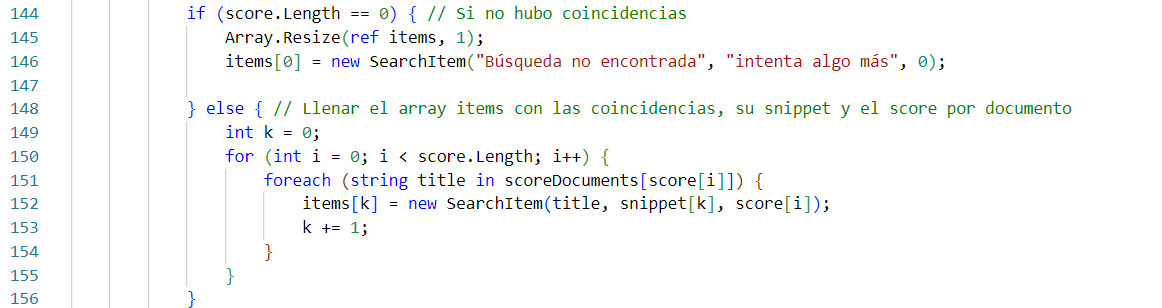 144 if (score.Length == 0) { // Si no hubo coincidencias
145 Array.Resize(ref items, 1);
146 items[0] = new SearchItem("Búsqueda no encontrada", "intenta algo más", 0);
147
148 } else { // Llenar el array items con las coincidencias, su snippet y el score por documento
149 int k = 0;
150 for (int i = 0; i < score.Length; i++) {
151 foreach (string title in scoreDocuments[score[i]]) {
152 items[k] = new SearchItem(title, snippet[k], score[i]);
153 k += 1;
154 }
155 }
156 }